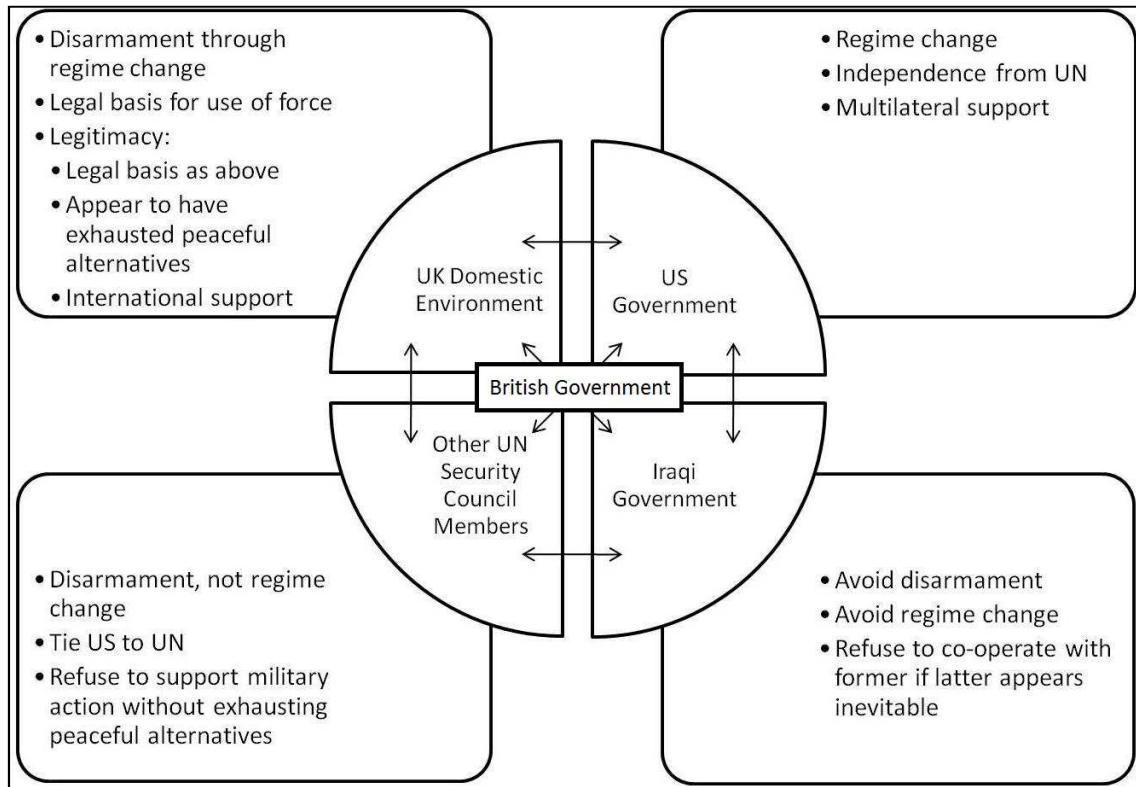 • Disarmament through
regime change
• Legal basis for use of force
• Legitimacy:
• Legal basis as above
• Appear to have
exhausted peaceful
alternatives
• International support
• Regime change
• Independence from UN
• Multilateral support
UK Domestic
Environment
US
Government
British Government
Other UN
Security
Council
Members
Iraqi
Government
• Disarmament, not regime
change
• Tie US to UN
• Refuse to support military
action without exhausting
peaceful alternatives
• Avoid disarmament
• Avoid regime change
• Refuse to co-operate with
former if latter appears
inevitable